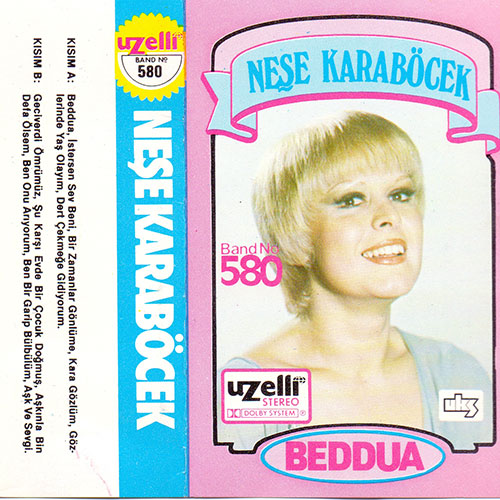 KISIM A: Beddua, İstersen Sev Beni, Bir Zamanlar Gönlüme, Kara Gözlüm, Göz-
lerinde Yaş Olayım, Dert Çekmeğe Gidiyorum.
KISIM B: Geciverdi Ömrümüz, Şu Karşı Evde Bir Çocuk Doğmuş, Aşkınla Bin
Defa Ölsem, Ben Onu Arıyorum, Ben Bir Garip Bülbülüm, Aşk Ve Sevgi.
uzelli
BAND No
580
NEŞE KARABÖCEK
NEŞE KARABÖCEK
Band No
580
uzelli
STEREO
DOLBY SYSTEM
BEDDUA